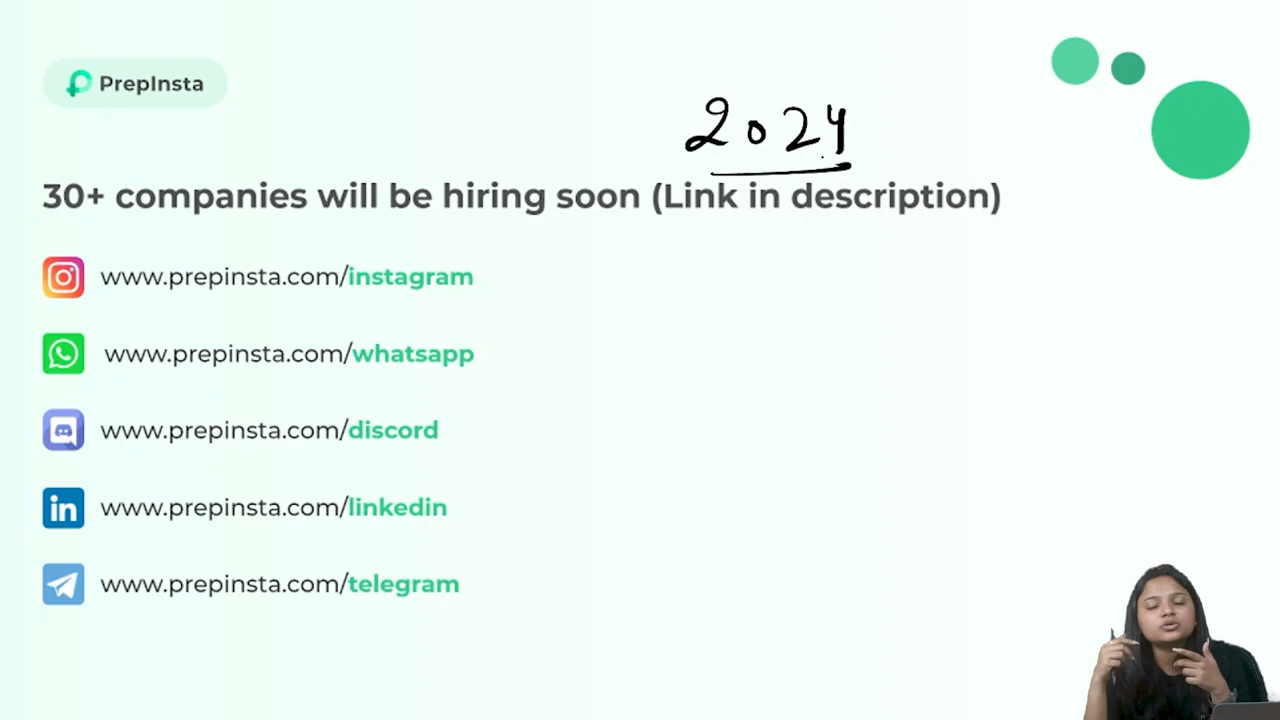 PrepInsta
2024
30+ companies will be hiring soon (Link in description)
www.prepinsta.com/instagram
www.prepinsta.com/whatsapp
www.prepinsta.com/discord
in
www.prepinsta.com/linkedin
www.prepinsta.com/telegram